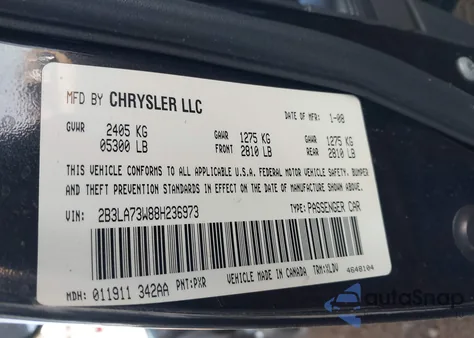 MFD BY CHRYSLER LLC
DATE OF MFR: 1-08
GVWR 2405 KG GAWR 1275 KG GAWR 1275 KG
05300 LB FRONT 2810 LB REAR 2810 LB
THIS VEHICLE CONFORMS TO ALL APPLICABLE U.S.A. FEDERAL MOTOR VEHICLE SAFETY, BUMPER
AND THEFT PREVENTION STANDARDS IN EFFECT ON THE DATE OF MANUFACTURE SHOWN ABOVE.
VIN: 2B3LA73W88H236973 TYPE: PASSENGER CAR
MDH: 011911 342AA PNT: PXR VEHICLE MADE IN CANADA TRM: XLDV 4648104
autoSnap